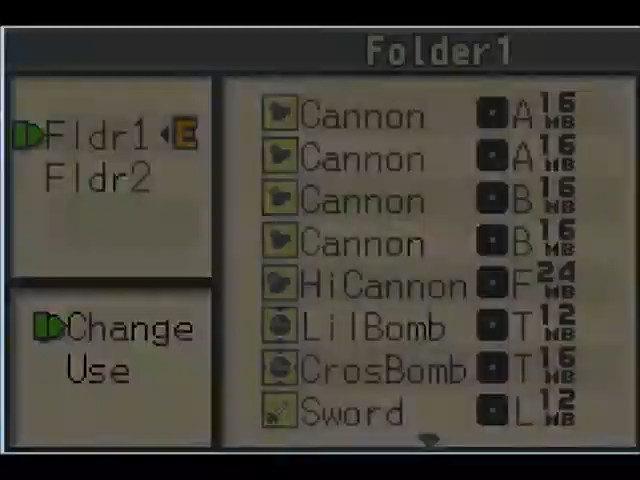 Folder1
Fldr1 E
Fldr2
Change
Use
Cannon A 16 MB
Cannon A 16 MB
Cannon B 16 MB
Cannon B 16 MB
HiCannon F 24 MB
LilBomb T 12 MB
CrosBomb T 16 MB
Sword L 12 MB